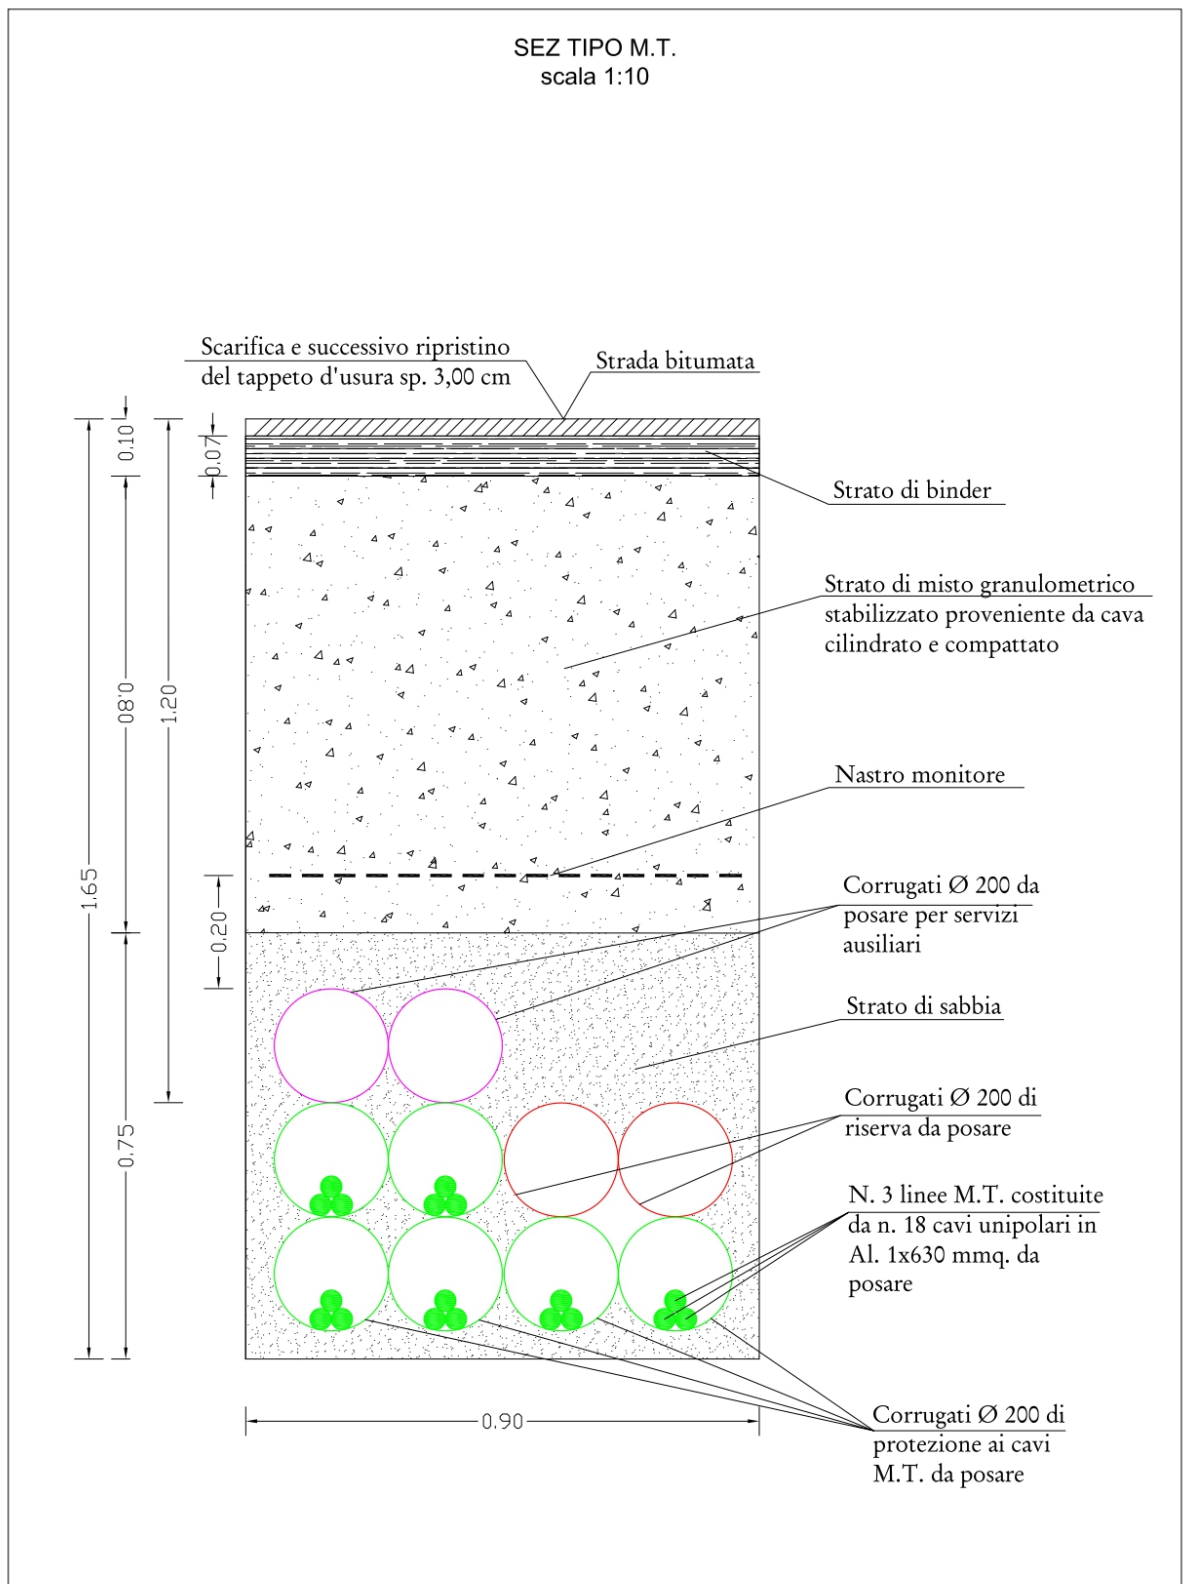 SEZ TIPO M.T.
scala 1:10
Scarifica e successivo ripristino
del tappeto d'usura sp. 3,00 cm
Strada bitumata
0.10
0.07
Strato di binder
Strato di misto granulometrico
stabilizzato proveniente da cava
cilindrato e compattato
0.80
1.20
Nastro monitore
1.65
0.20
Corrugati Ø 200 da
posare per servizi
ausiliari
Strato di sabbia
Corrugati Ø 200 di
riserva da posare
0.75
N. 3 linee M.T. costituite
da n. 18 cavi unipolari in
Al. 1x630 mmq. da
posare
0.90
Corrugati Ø 200 di
protezione ai cavi
M.T. da posare